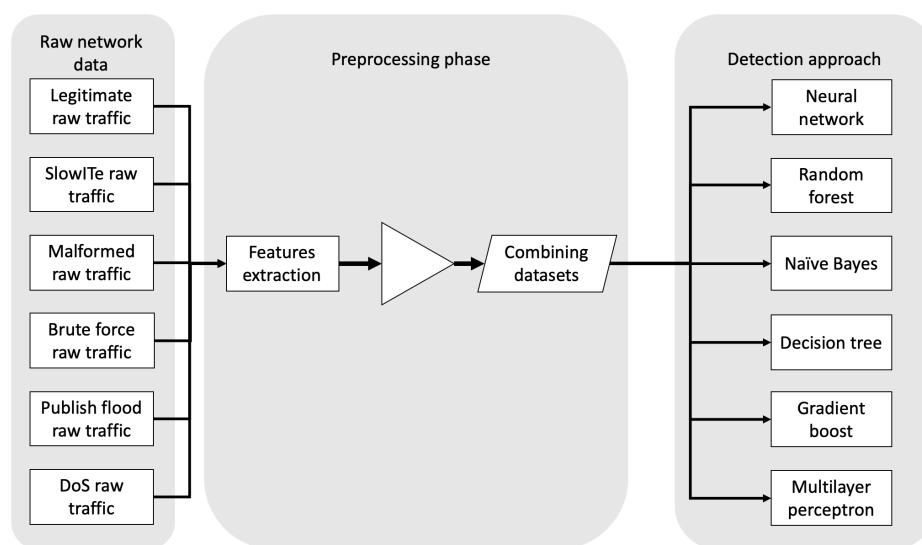 Raw network
data
Legitimate
raw traffic
SlowITe raw
traffic
Malformed
raw traffic
Brute force
raw traffic
Publish flood
raw traffic
DoS raw
traffic
Preprocessing phase
Features
extraction
Combining
datasets
Detection approach
Neural
network
Random
forest
Naïve Bayes
Decision tree
Gradient
boost
Multilayer
perceptron